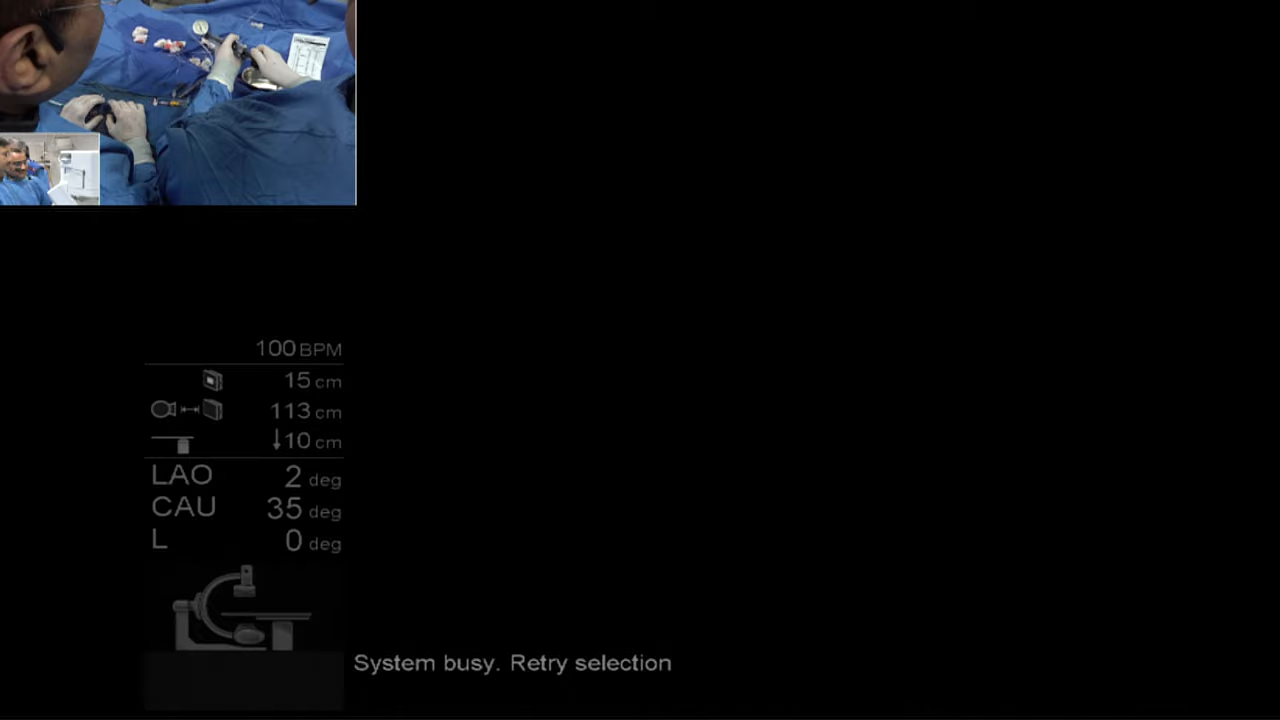 100 BPM
15 cm
113 cm
↓10 cm
LAO 2 deg
CAU 35 deg
L 0 deg
System busy. Retry selection